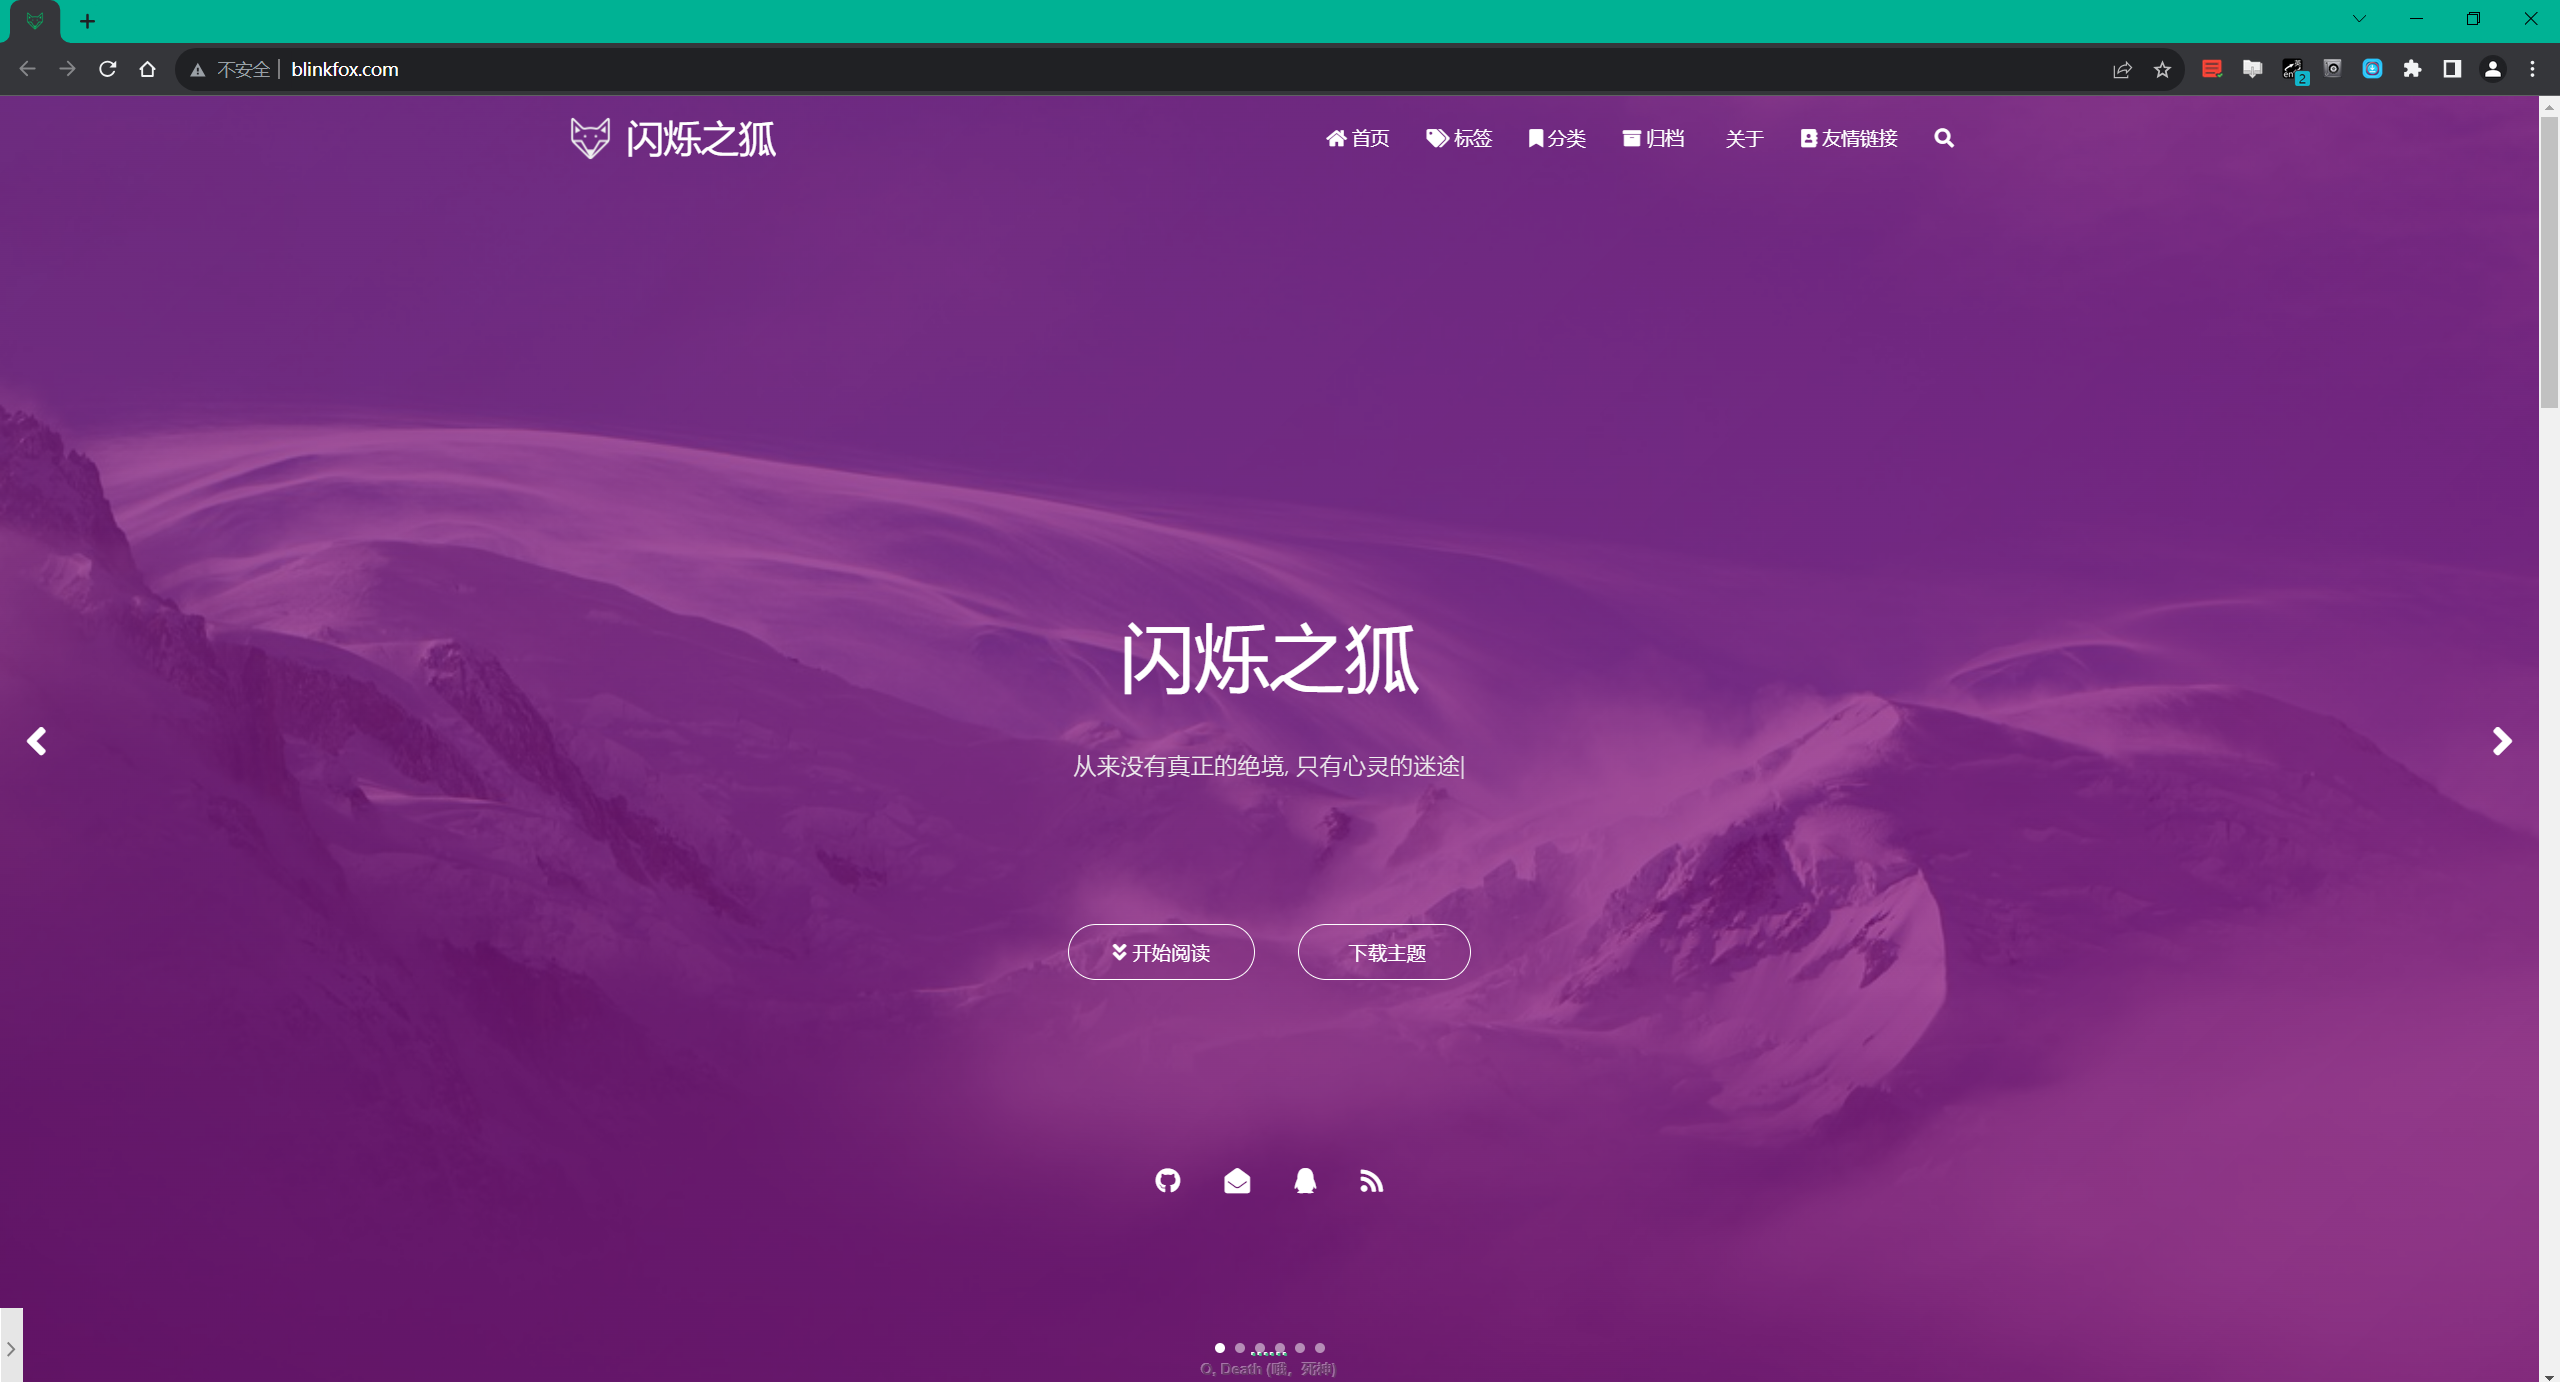 不安全 | blinkfox.com
2
闪烁之狐
首页 标签 分类 归档 关于 友情链接
闪烁之狐
从来没有真正的绝境, 只有心灵的迷途|
开始阅读 下载主题
O, Death (哦，死神)